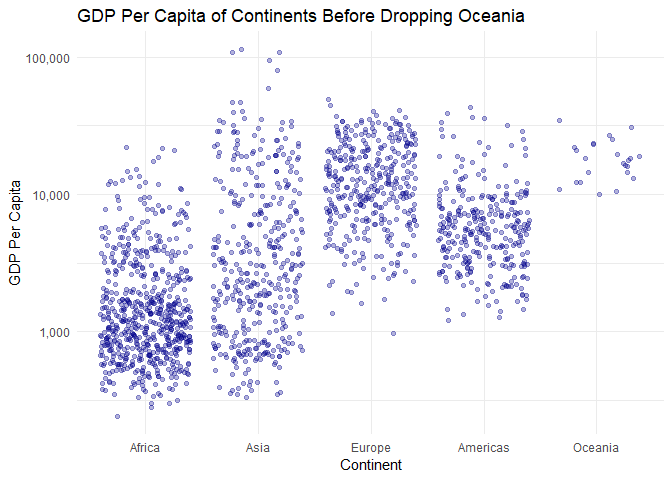 GDP Per Capita of Continents Before Dropping Oceania
100,000
10,000
1,000
GDP Per Capita
Africa Asia Europe Americas Oceania
Continent